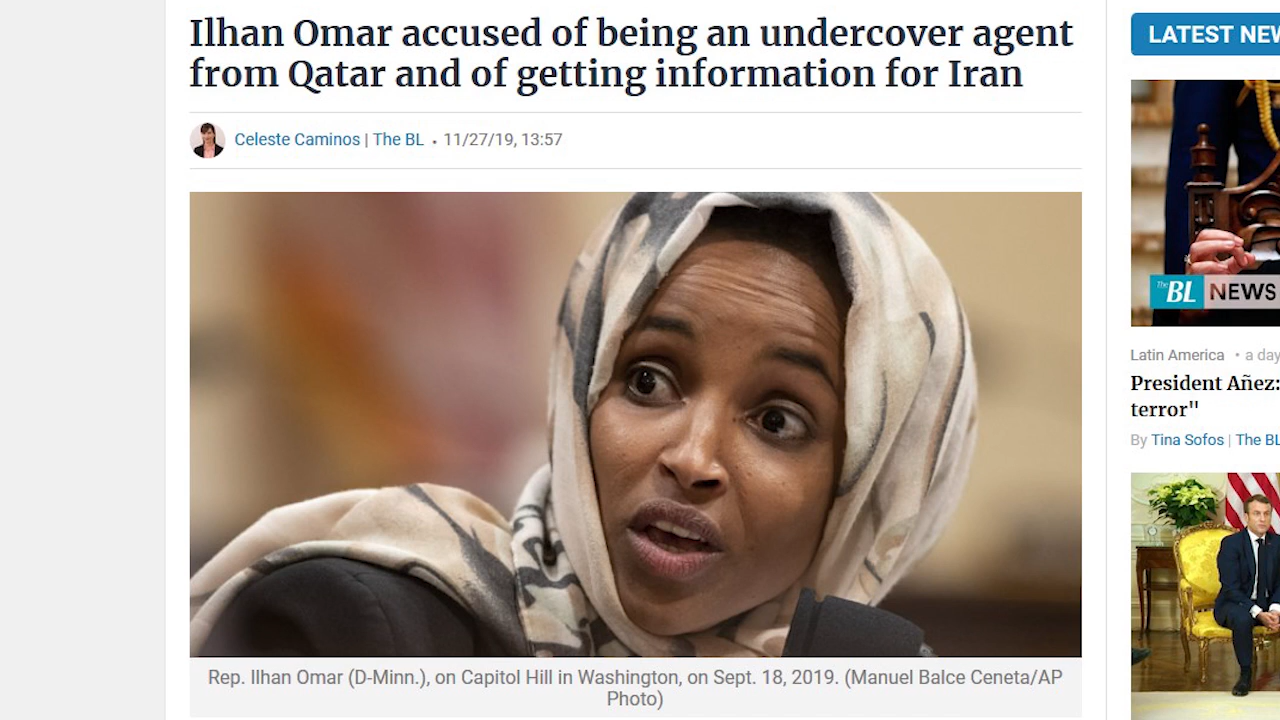 Ilhan Omar accused of being an undercover agent
from Qatar and of getting information for Iran
Celeste Caminos | The BL • 11/27/19, 13:57
Rep. Ilhan Omar (D-Minn.), on Capitol Hill in Washington, on Sept. 18, 2019. (Manuel Balce Ceneta/AP
Photo)
LATEST
The BL NEWS
Latin America • a day
President Añez:
terror"
By Tina Sofos | The BL